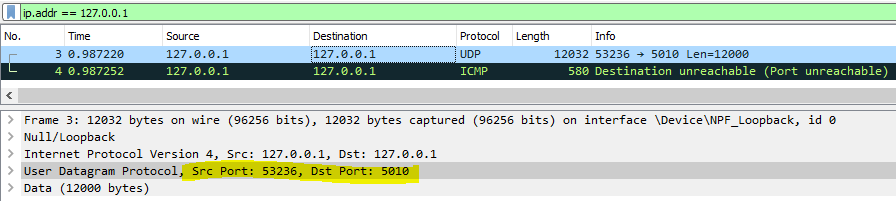 ip.addr == 127.0.0.1
No. Time Source Destination Protocol Length Info
3 0.987220 127.0.0.1 127.0.0.1 UDP 12032 53236 → 5010 Len=12000
4 0.987252 127.0.0.1 127.0.0.1 ICMP 580 Destination unreachable (Port unreachable)
Frame 3: 12032 bytes on wire (96256 bits), 12032 bytes captured (96256 bits) on interface \Device\NPF_Loopback, id 0
Null/Loopback
Internet Protocol Version 4, Src: 127.0.0.1, Dst: 127.0.0.1
User Datagram Protocol, Src Port: 53236, Dst Port: 5010
Data (12000 bytes)